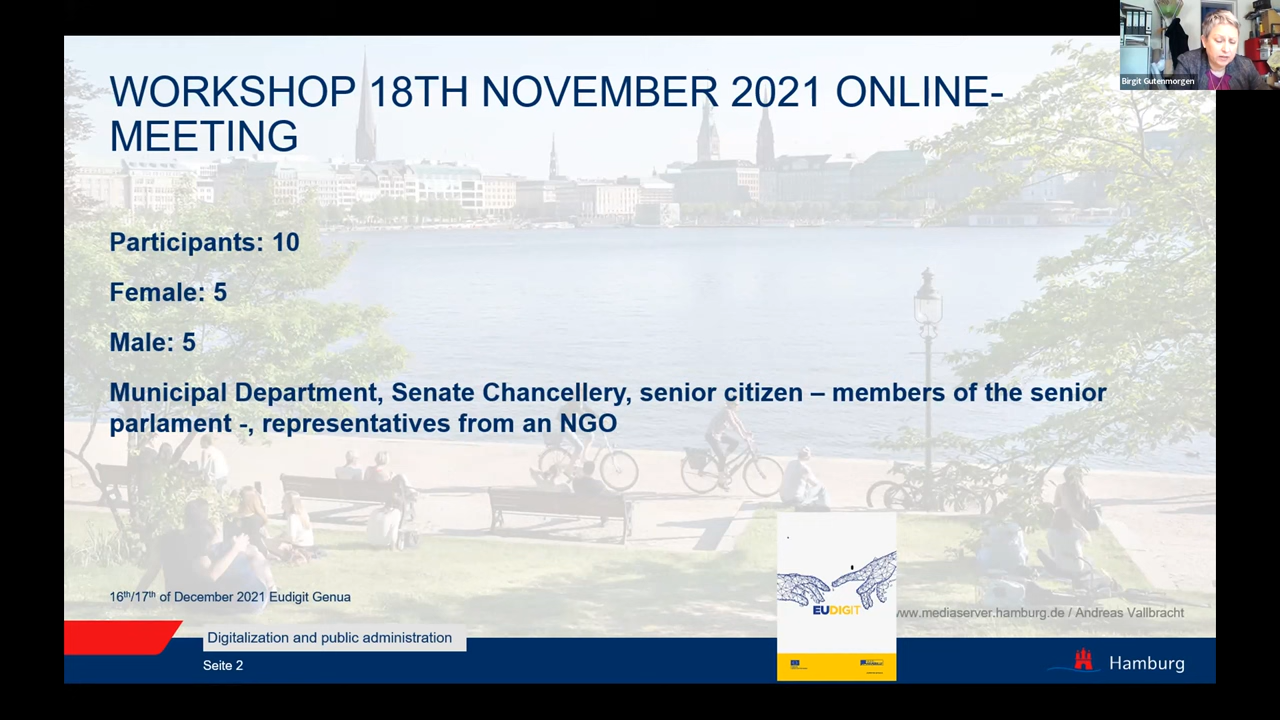 Birgit Gutenmorgen
WORKSHOP 18TH NOVEMBER 2021 ONLINE-
MEETING
Participants: 10
Female: 5
Male: 5
Municipal Department, Senate Chancellery, senior citizen – members of the senior
parlament -, representatives from an NGO
16th/17th of December 2021 Eudigit Genua
EUDIGIT
www.mediaserver.hamburg.de / Andreas Vallbracht
Digitalization and public administration
Seite 2
Hamburg